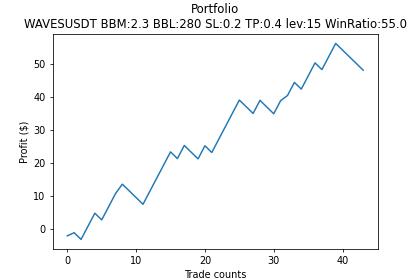 Portfolio
WAVESUSDT BBM:2.3 BBL:280 SL:0.2 TP:0.4 lev:15 WinRatio:55.0
Profit ($)
50
40
30
20
10
0
0 10 20 30 40
Trade counts